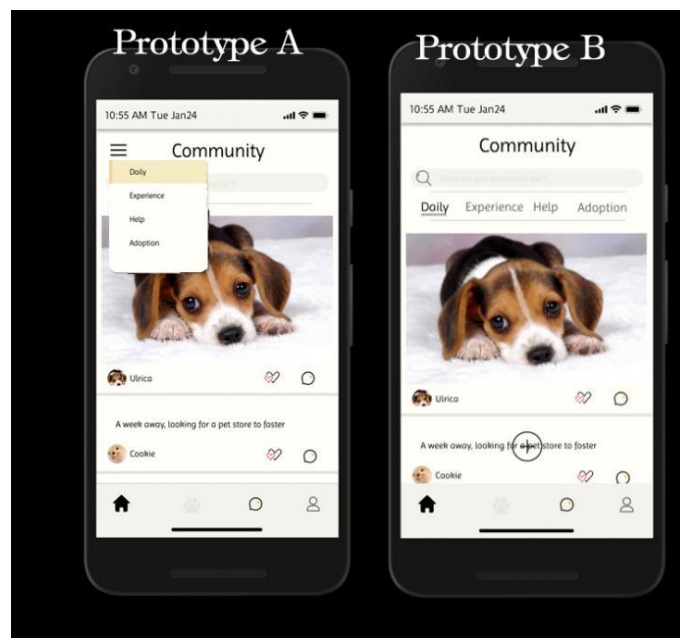 Prototype A
10:55 AM Tue Jan24
Community
Daily
Experience
Help
Adoption
Ulrica
A week away, looking for a pet store to foster
Cookie
Prototype B
10:55 AM Tue Jan24
Community
Daily Experience Help Adoption
Ulrica
A week away, looking for a pet store to foster
Cookie